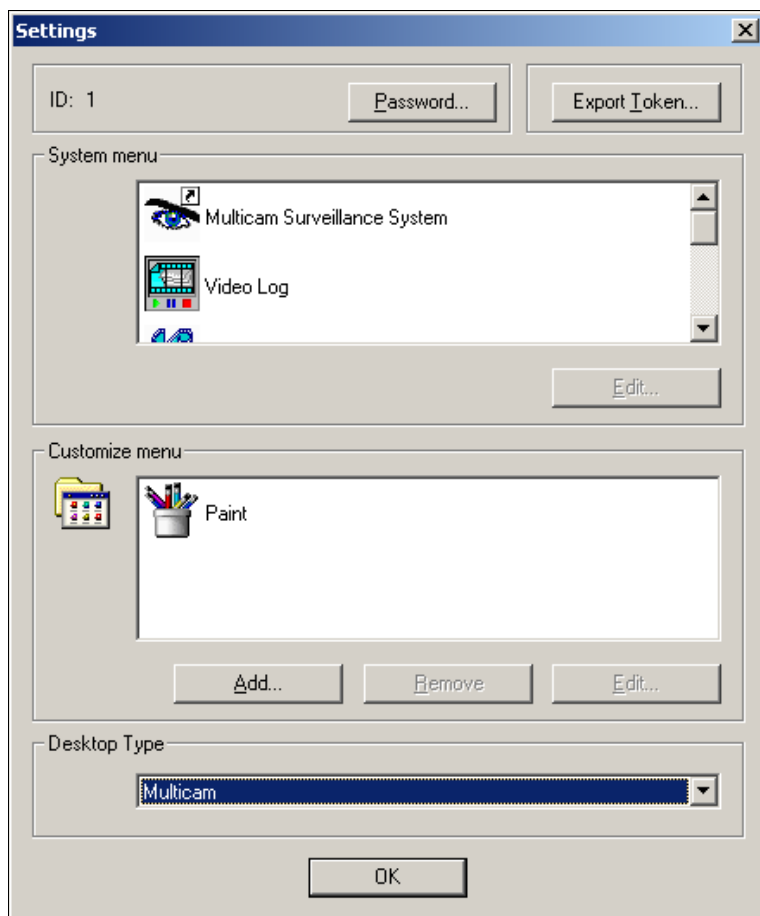 Settings
ID: 1
Password...
Export Token...
System menu
Multicam Surveillance System
Video Log
Edit...
Customize menu
Paint
Add...
Remove
Edit...
Desktop Type
Multicam
OK